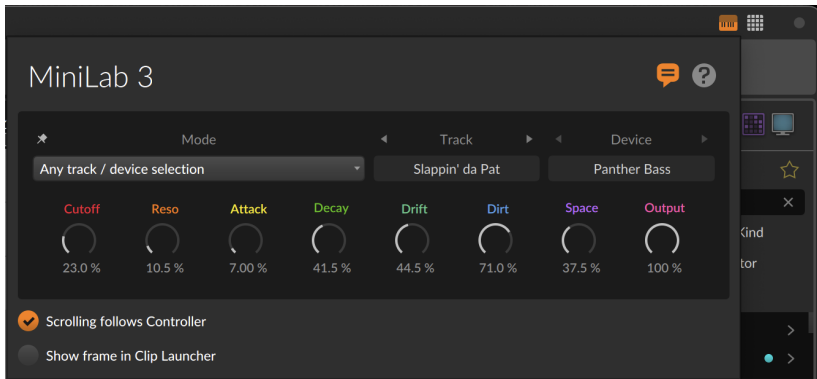 MiniLab 3
Mode Track Device
Any track / device selection Slappin' da Pat Panther Bass
Cutoff Reso Attack Decay Drift Dirt Space Output
23.0 % 10.5 % 7.00 % 41.5 % 44.5 % 71.0 % 37.5 % 100 %
Kind
tor
Scrolling follows Controller
Show frame in Clip Launcher